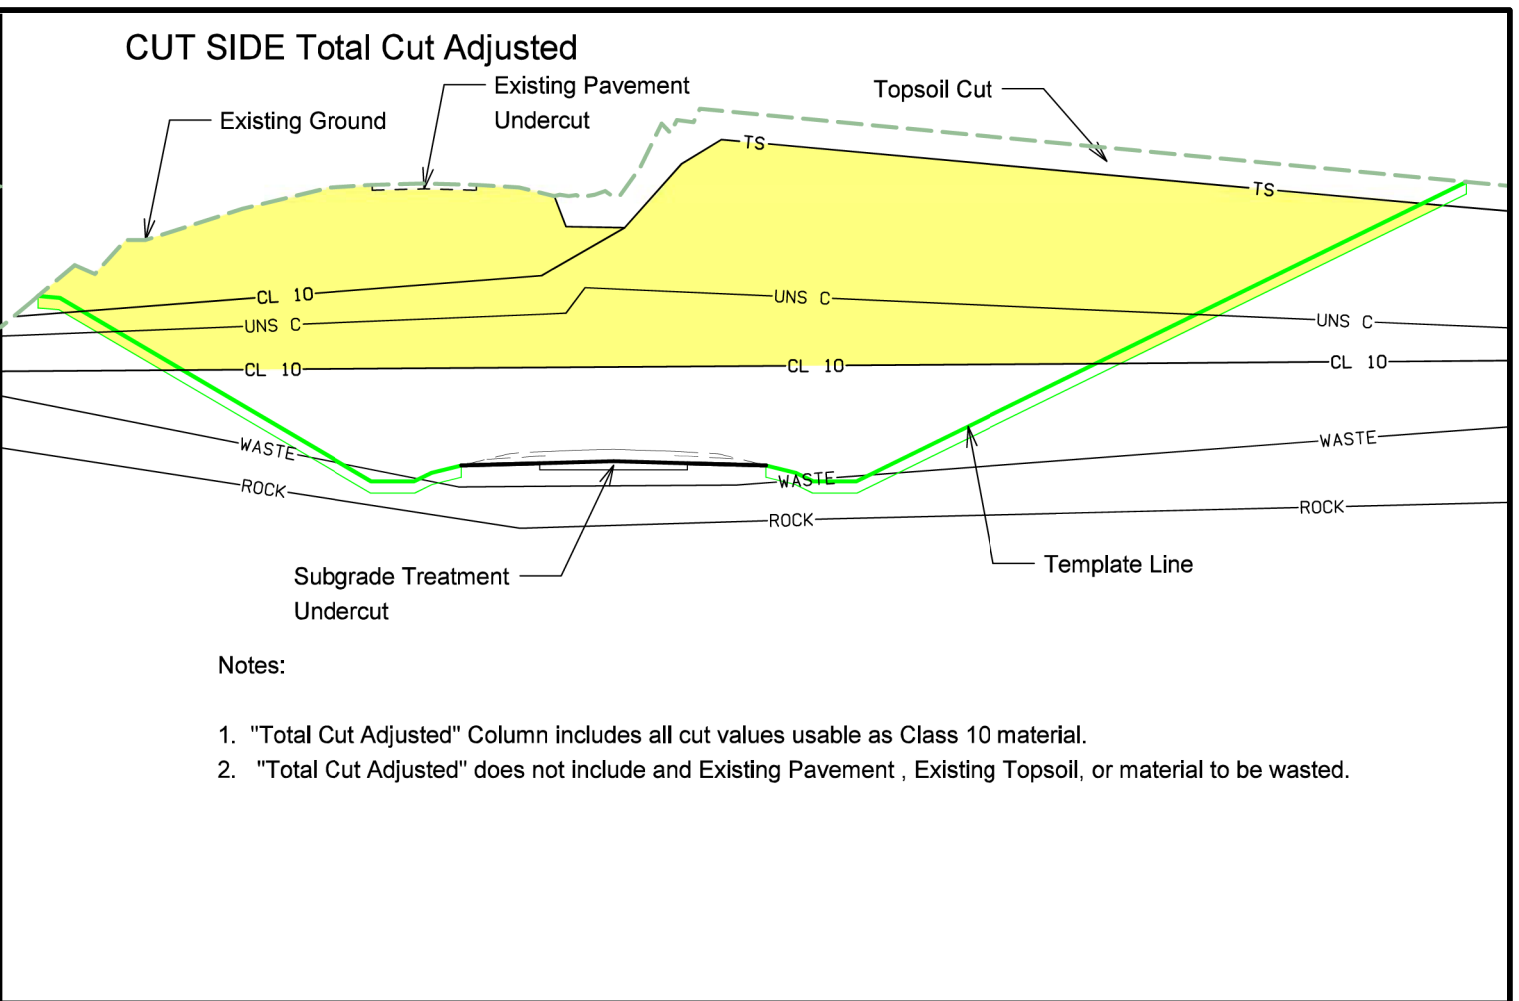 CUT SIDE Total Cut Adjusted
Existing Pavement
Undercut
Topsoil Cut
Existing Ground
TS
TS
CL 10
UNS C
UNS C
UNS C
CL 10
CL 10
CL 10
WASTE
WASTE
WASTE
ROCK
ROCK
ROCK
Subgrade Treatment
Undercut
Template Line
Notes:
1. "Total Cut Adjusted" Column includes all cut values usable as Class 10 material.
2. "Total Cut Adjusted" does not include and Existing Pavement , Existing Topsoil, or material to be wasted.